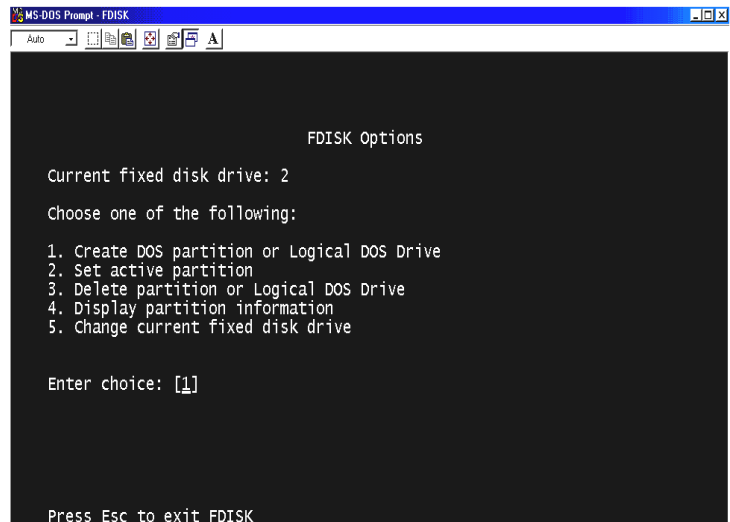 MS-DOS Prompt - FDISK
Auto
A
FDISK Options
Current fixed disk drive: 2
Choose one of the following:
1. Create DOS partition or Logical DOS Drive
2. Set active partition
3. Delete partition or Logical DOS Drive
4. Display partition information
5. Change current fixed disk drive
Enter choice: [1]
Press Esc to exit FDISK